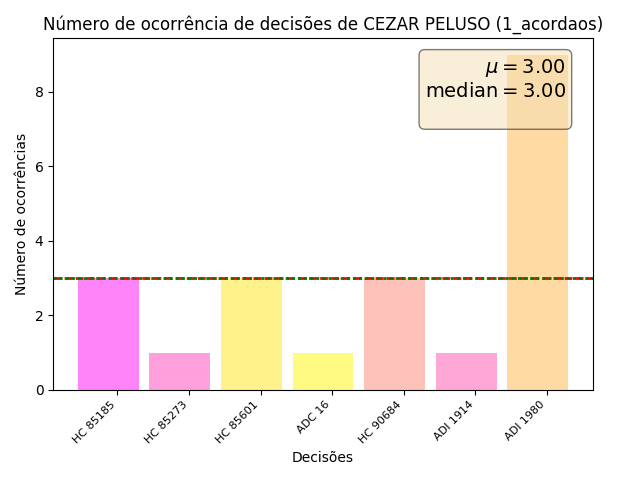 Número de ocorrência de decisões de CEZAR PELUSO (1_acordaos)
μ = 3.00
median = 3.00
Número de ocorrências
8
6
4
2
0
HC 85185
HC 85273
HC 85601
ADC 16
HC 90684
ADI 1914
ADI 1980
Decisões